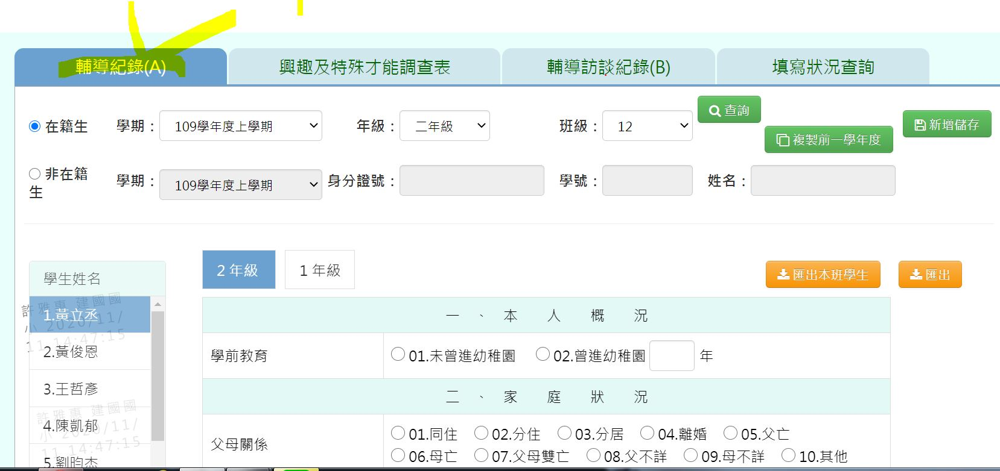 輔導紀錄(A) 興趣及特殊才能調查表 輔導訪談紀錄(B) 填寫狀況查詢
在籍生 學期： 109學年度上學期 年級： 二年級 班級： 12 查詢 新增儲存
複製前一學年度
非在籍生 學期： 109學年度上學期 身分證號： 學號： 姓名：
2 年級 1 年級 匯出本班學生 匯出
學生姓名
1.黃立丞
2.黃俊恩
3.王哲彥
4.陳凱郁
5.劉昀杰
許雅惠 建國國
小 2020/11/
11 14:47:15
許雅惠 建國國
小 2020/11/
11 14:47:15
一、本人概況
學前教育 01.未曾進幼稚園 02.曾進幼稚園 年
二、家庭狀況
父母關係 01.同住 02.分住 03.分居 04.離婚 05.父亡
06.母亡 07.父母雙亡 08.父不詳 09.母不詳 10.其他